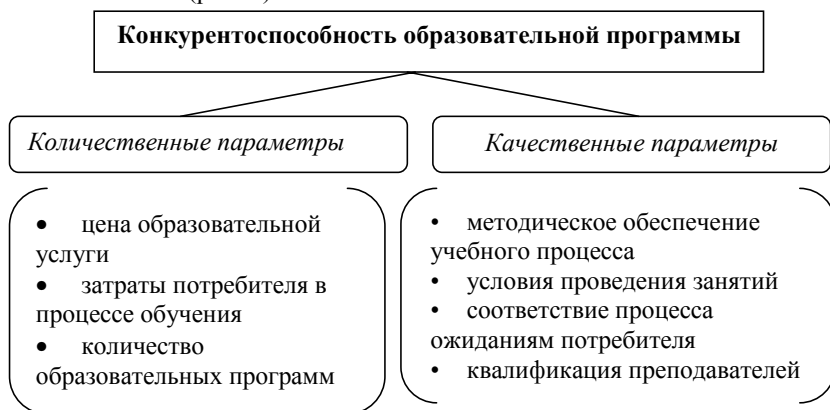 Конкурентоспособность образовательной программы
Количественные параметры
Качественные параметры
• цена образовательной
услуги
• затраты потребителя в
процессе обучения
• количество
образовательных программ
• методическое обеспечение
учебного процесса
• условия проведения занятий
• соответствие процесса
ожиданиям потребителя
• квалификация преподавателей